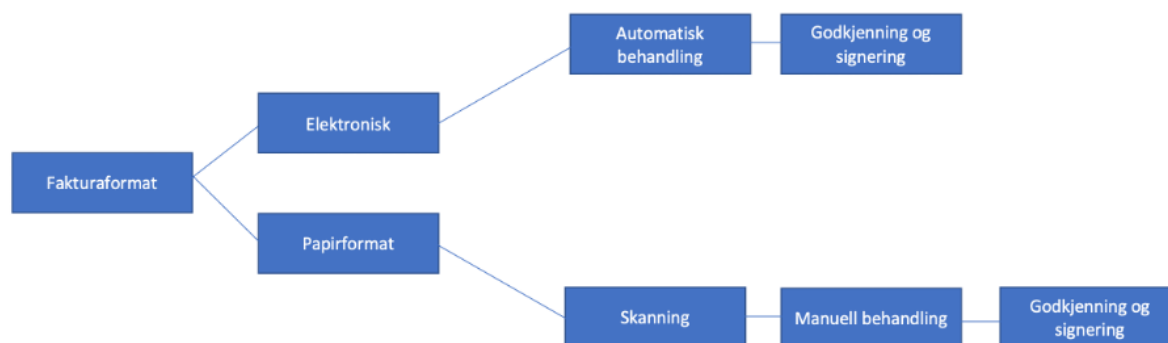 Fakturaformat
Elektronisk
Automatisk
behandling
Godkjenning og
signering
Papirformat
Skanning
Manuell behandling
Godkjenning og
signering